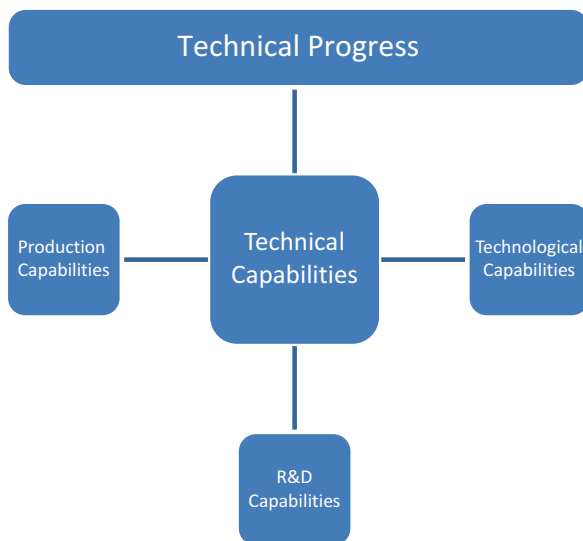 Technical Progress
Production
Capabilities
Technical
Capabilities
Technological
Capabilities
R&D
Capabilities